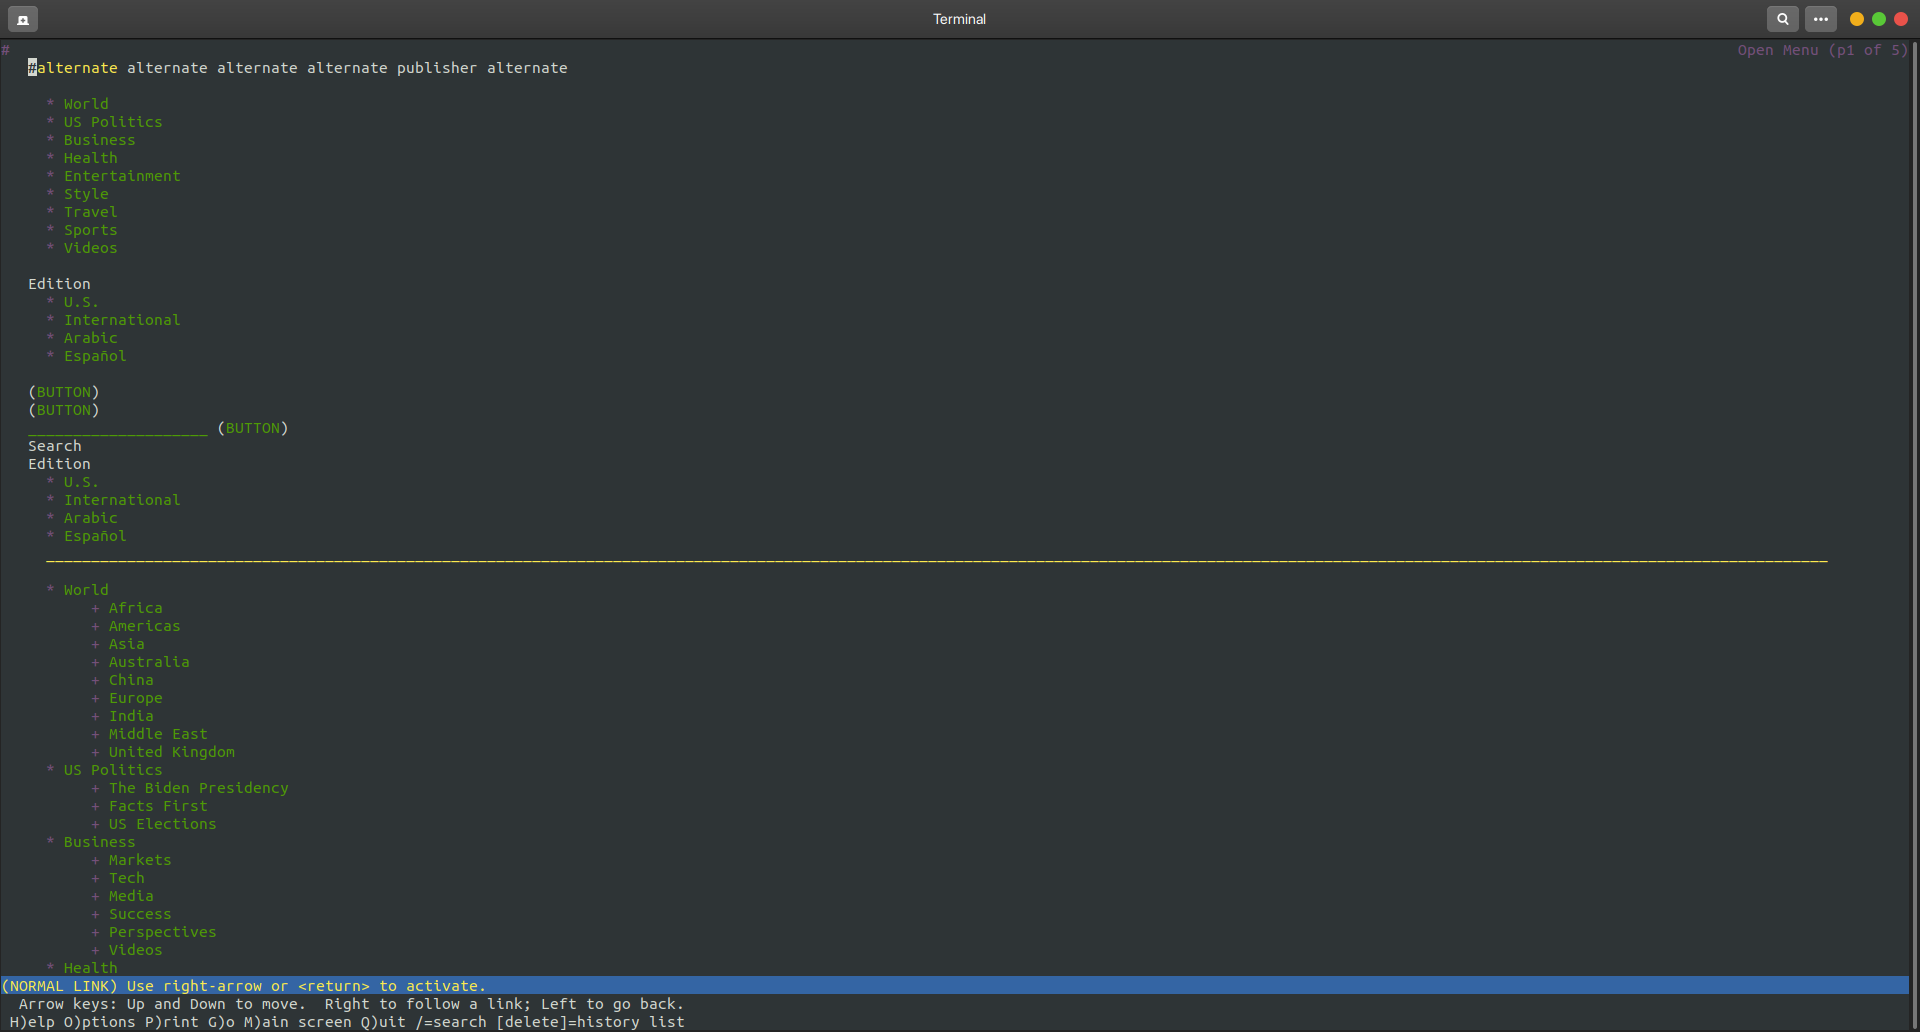 Terminal
# Open Menu (p1 of 5)
#alternate alternate alternate alternate publisher alternate
* World
* US Politics
* Business
* Health
* Entertainment
* Style
* Travel
* Sports
* Videos
Edition
* U.S.
* International
* Arabic
* Español
(BUTTON)
(BUTTON)
____________________ (BUTTON)
Search
Edition
* U.S.
* International
* Arabic
* Español
* World
+ Africa
+ Americas
+ Asia
+ Australia
+ China
+ Europe
+ India
+ Middle East
+ United Kingdom
* US Politics
+ The Biden Presidency
+ Facts First
+ US Elections
* Business
+ Markets
+ Tech
+ Media
+ Success
+ Perspectives
+ Videos
* Health
(NORMAL LINK) Use right-arrow or <return> to activate.
Arrow keys: Up and Down to move.  Right to follow a link; Left to go back.
H)elp O)ptions P)rint G)o M)ain screen Q)uit /=search [delete]=history list